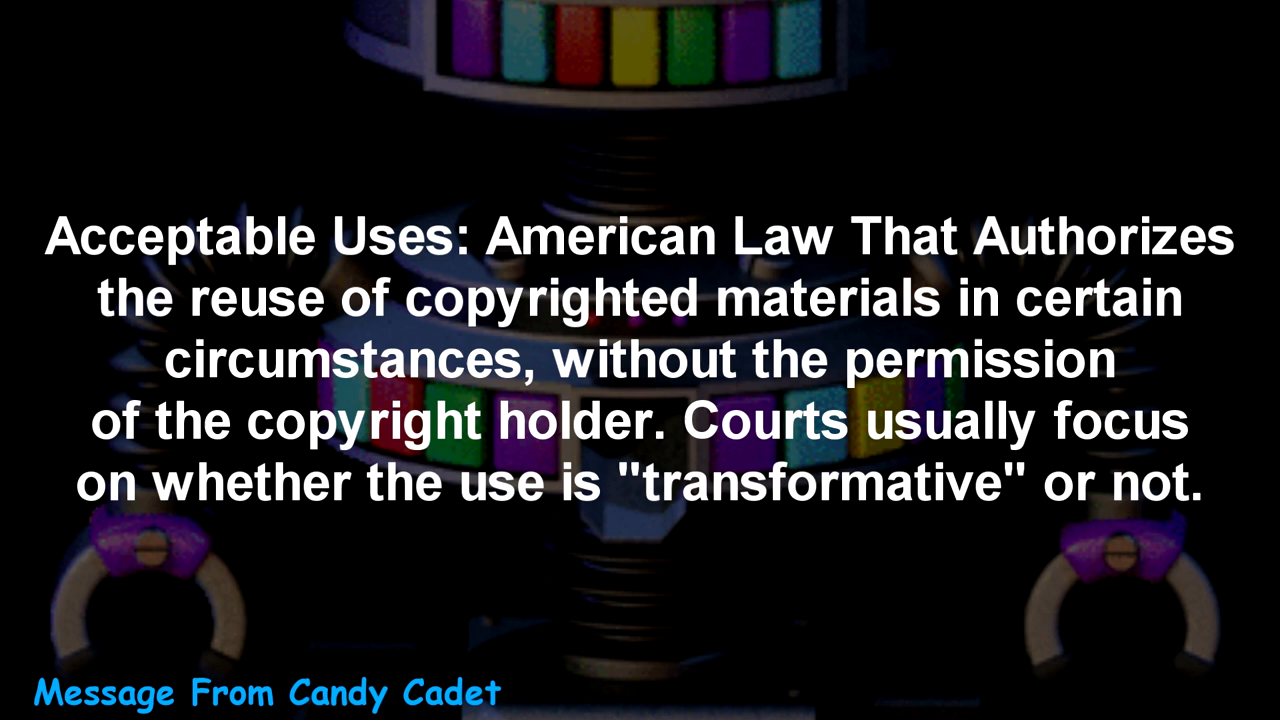 Acceptable Uses: American Law That Authorizes
the reuse of copyrighted materials in certain
circumstances, without the permission
of the copyright holder. Courts usually focus
on whether the use is "transformative" or not.
Message From Candy Cadet